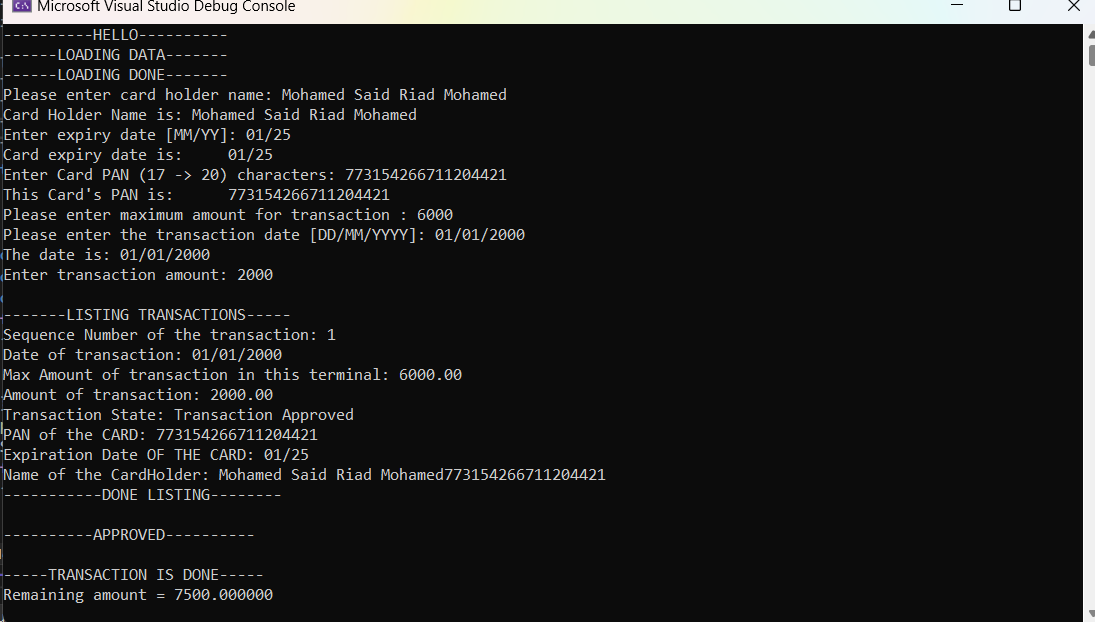 Microsoft Visual Studio Debug Console
----------HELLO----------
------LOADING DATA-------
------LOADING DONE-------
Please enter card holder name: Mohamed Said Riad Mohamed
Card Holder Name is: Mohamed Said Riad Mohamed
Enter expiry date [MM/YY]: 01/25
Card expiry date is:     01/25
Enter Card PAN (17 -> 20) characters: 773154266711204421
This Card's PAN is:      773154266711204421
Please enter maximum amount for transaction : 6000
Please enter the transaction date [DD/MM/YYYY]: 01/01/2000
The date is: 01/01/2000
Enter transaction amount: 2000
-------LISTING TRANSACTIONS-----
Sequence Number of the transaction: 1
Date of transaction: 01/01/2000
Max Amount of transaction in this terminal: 6000.00
Amount of transaction: 2000.00
Transaction State: Transaction Approved
PAN of the CARD: 773154266711204421
Expiration Date OF THE CARD: 01/25
Name of the CardHolder: Mohamed Said Riad Mohamed773154266711204421
-----------DONE LISTING--------
----------APPROVED----------
-----TRANSACTION IS DONE-----
Remaining amount = 7500.000000